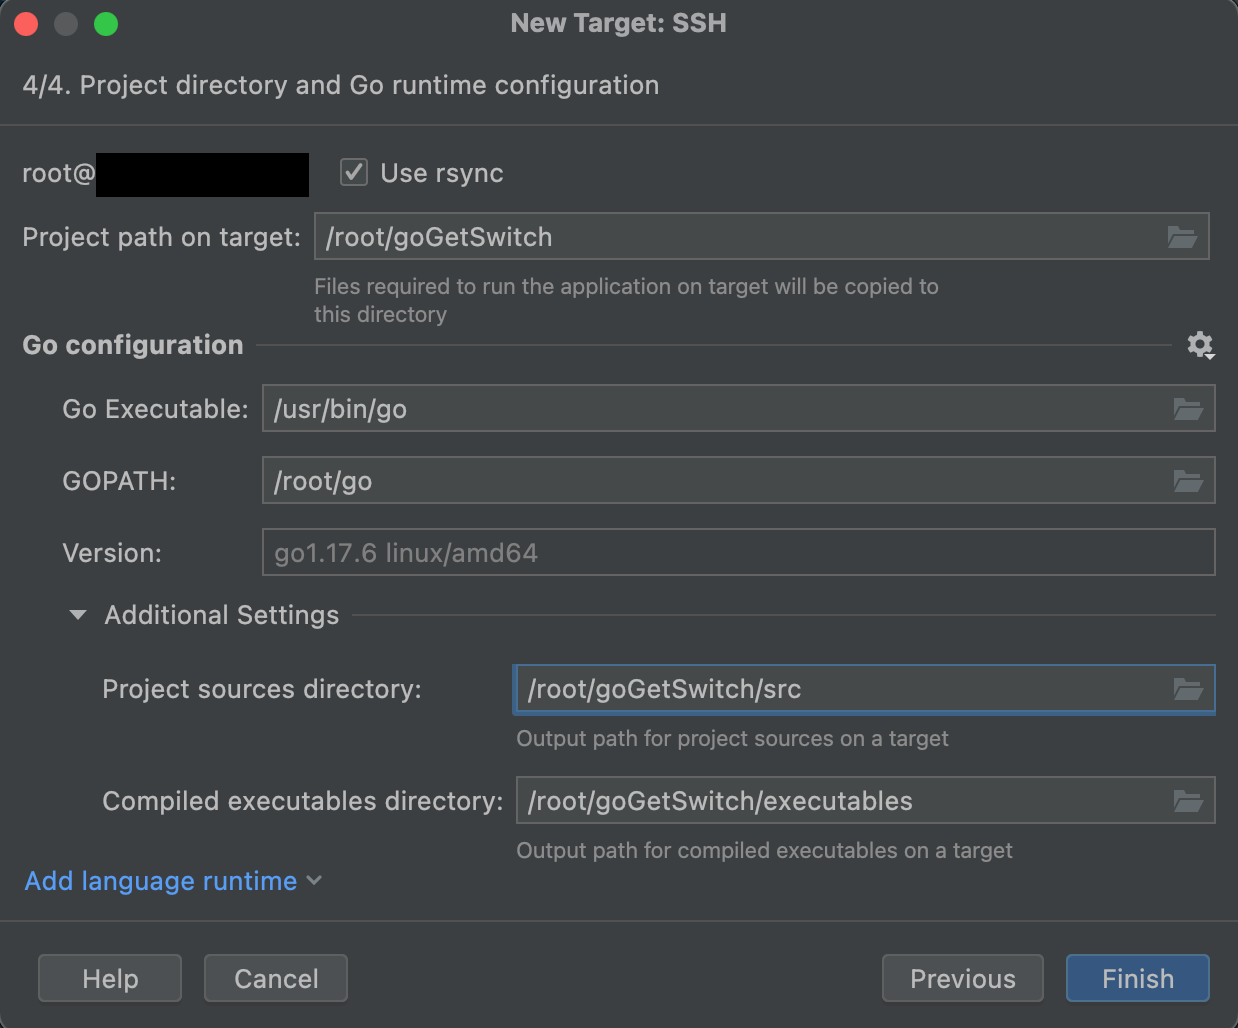 New Target: SSH
4/4. Project directory and Go runtime configuration
root@
Use rsync
Project path on target: /root/goGetSwitch
Files required to run the application on target will be copied to
this directory
Go configuration
Go Executable: /usr/bin/go
GOPATH: /root/go
Version: go1.17.6 linux/amd64
Additional Settings
Project sources directory: /root/goGetSwitch/src
Output path for project sources on a target
Compiled executables directory: /root/goGetSwitch/executables
Output path for compiled executables on a target
Add language runtime
Help Cancel Previous Finish